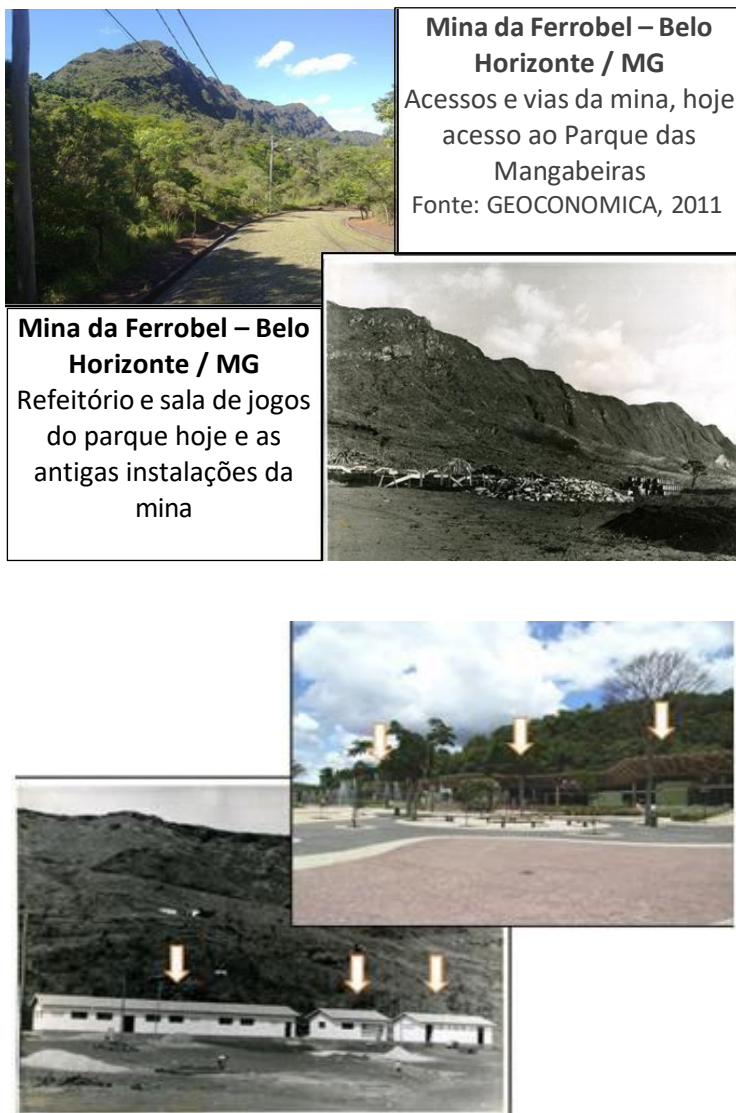 Mina da Ferrobel – Belo
Horizonte / MG
Acessos e vias da mina, hoje
acesso ao Parque das
Mangabeiras
Fonte: GEOCONOMICA, 2011
Mina da Ferrobel – Belo
Horizonte / MG
Refeitório e sala de jogos
do parque hoje e as
antigas instalações da
mina